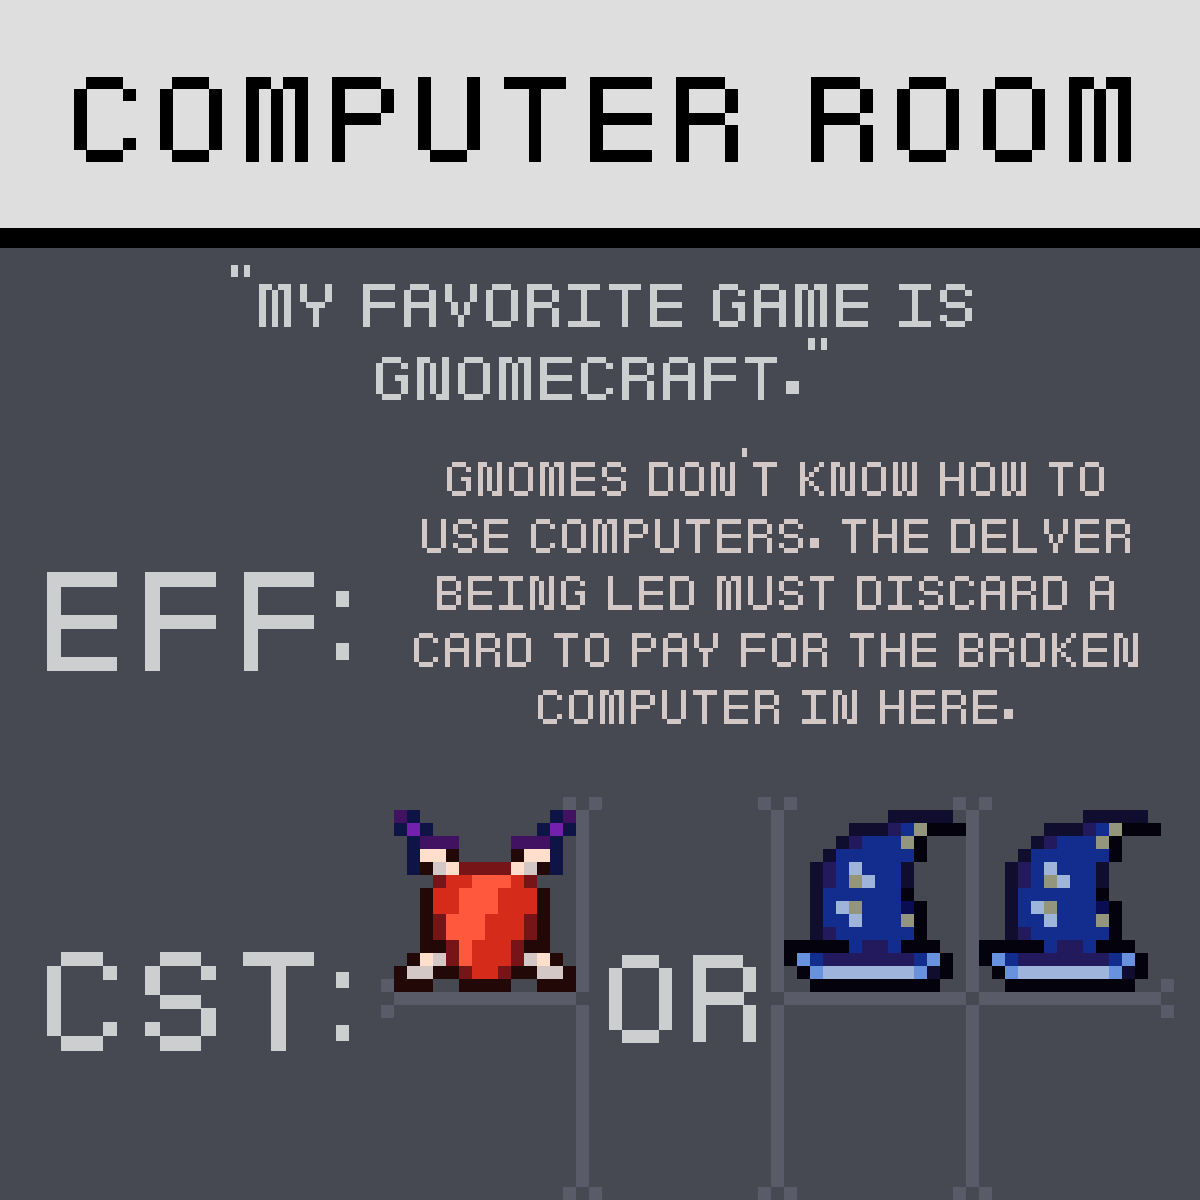 COMPUTER ROOM
"MY FAVORITE GAME IS
GNOMECRAFT."
EFF:
GNOMES DON'T KNOW HOW TO
USE COMPUTERS. THE DELVER
BEING LED MUST DISCARD A
CARD TO PAY FOR THE BROKEN
COMPUTER IN HERE.
CST:
OR